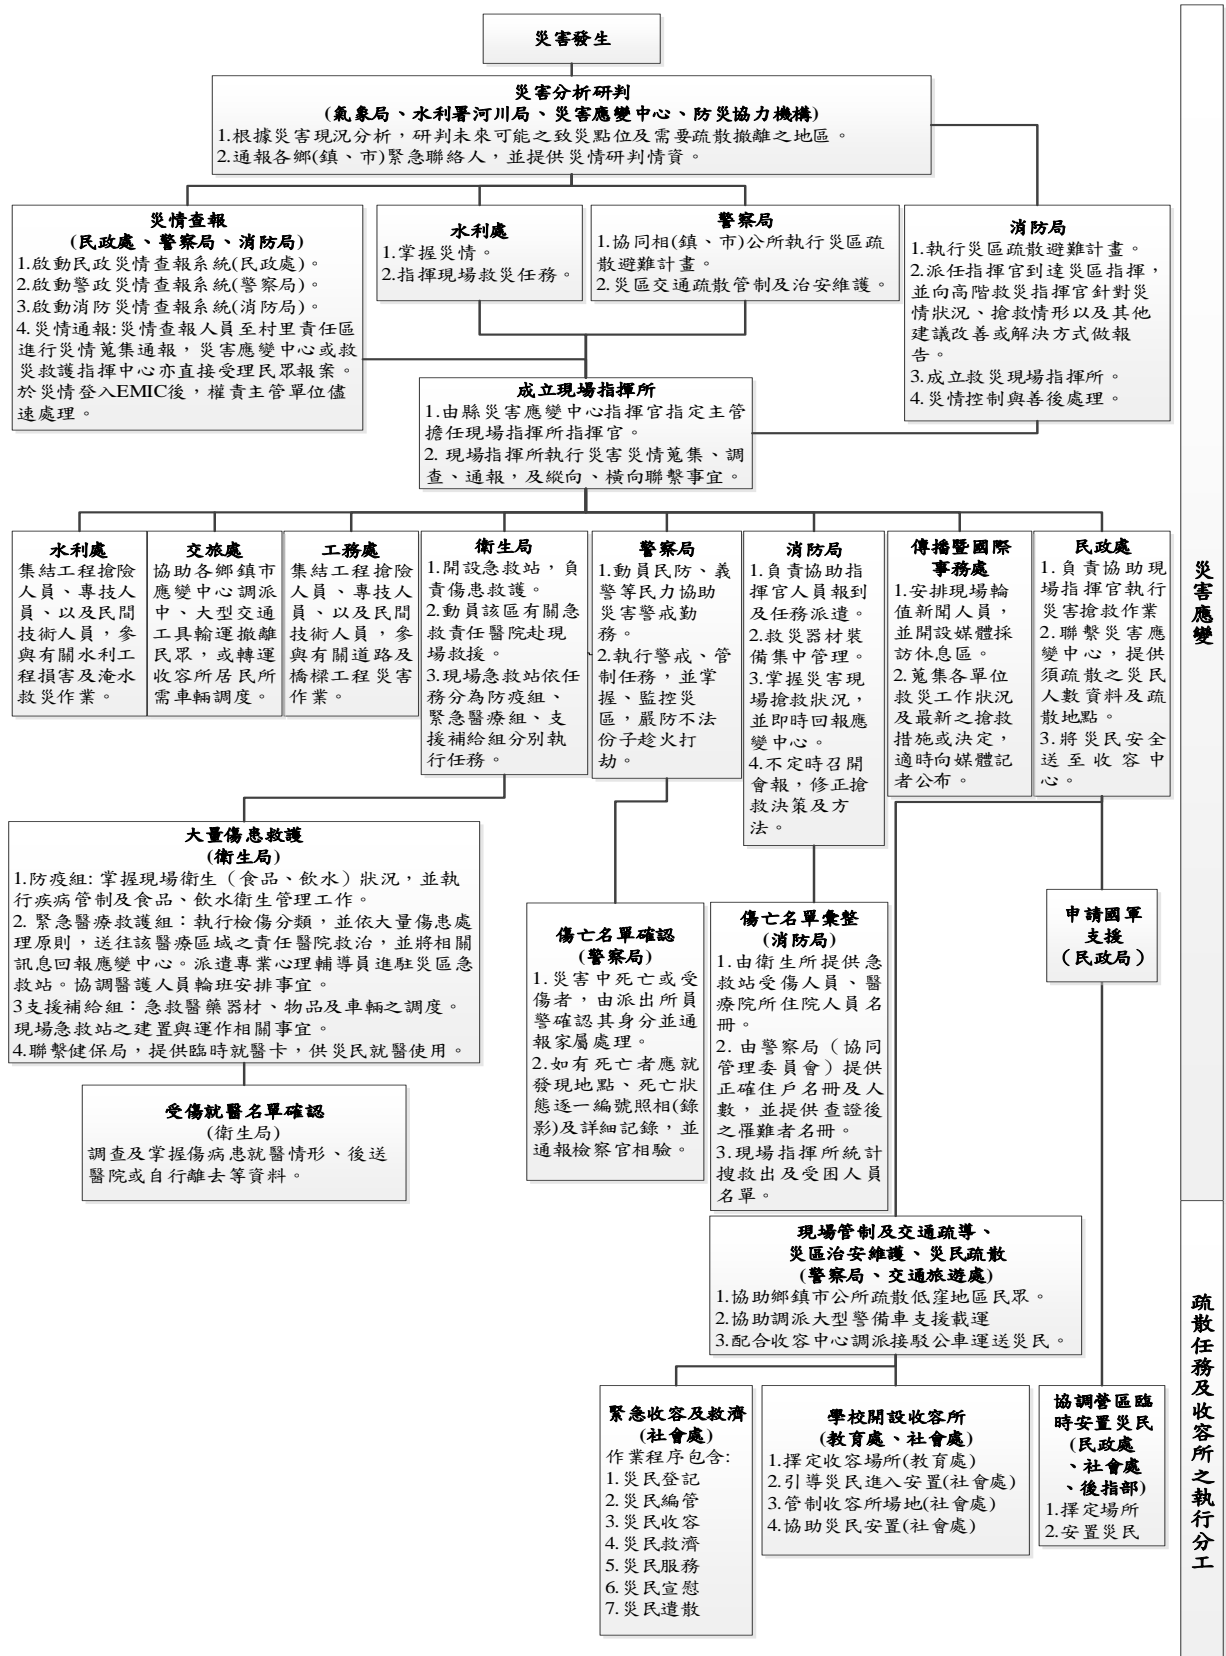 災害發生
災害分析研判
(氣象局、水利署河川局、災害應變中心、防災協力機構)
1.根據災害現況分析，研判未來可能之致災點位及需要疏散撤離之地區。
2.通報各鄉(鎮、市)緊急聯絡人，並提供災情研判情資。
災情查報
(民政處、警察局、消防局)
1.啟動民政災情查報系統(民政處)。
2.啟動警政災情查報系統(警察局)。
3.啟動消防災情查報系統(消防局)。
4.災情通報:災情查報人員至村里責任區
進行災情蒐集通報，災害應變中心或救
災救護指揮中心亦直接受理民眾報案。
於災情登入EMIC後，權責主管單位儘
速處理。
水利處
1.掌握災情。
2.指揮現場救災任務。
警察局
1.協同相(鎮、市)公所執行災區疏
散避難計畫。
2.災區交通疏散管制及治安維護。
消防局
1.執行災區疏散避難計畫。
2.派任指揮官到達災區指揮，
並向高階救災指揮官針對災
情狀況、搶救情形以及其他
建議改善或解決方式做報
告。
3.成立救災現場指揮所。
4.災情控制與善後處理。
成立現場指揮所
1.由縣災害應變中心指揮官指定主管
擔任現場指揮所指揮官。
2. 現場指揮所執行災害災情蒐集、調
查、通報，及縱向、橫向聯繫事宜。
水利處
集結工程搶險
人員、專技人
員、以及民間
技術人員，參
與有關水利工
程損害及淹水
救災作業。
交旅處
協助各鄉鎮市
應變中心調派
中、大型交通
工具輸運撤離
民眾，或轉運
收容所居民所
需車輛調度。
工務處
集結工程搶險
人員、專技人
員、以及民間
技術人員，參
與有關道路及
橋樑工程災害
作業。
衛生局
1.開設急救站，負
責傷患救護。
2.動員該區有關急
救責任醫院赴現
場救援。
3.現場急救站依任
務分為防疫組、
緊急醫療組、支
援補給組分別執
行任務。
警察局
1.動員民防、義
警等民力協助
災害警戒勤
務。
2.執行警戒、管
制任務，並掌
握、監控災
區，嚴防不法
份子趁火打
劫。
消防局
1.負責協助指
揮官人員報到
及任務派遣。
2.救災器材裝
備集中管理。
3.掌握災害現
場搶救狀況，
並即時回報應
變中心。
4.不定時召開
會報，修正搶
救決策及方
法。
傳播暨國際
事務處
1.安排現場輪
值新聞人員，
並開設媒體採
訪休息區。
2.蒐集各單位
救災工作狀況
及最新之搶救
措施或決定，
適時向媒體記
者公布。
民政處
1.負責協助現
場指揮官執行
災害搶救作業
2.聯繫災害應
變中心，提供
須疏散之災民
人數資料及疏
散地點。
3.將災民安全
送至收容中
心。
災害應變
大量傷患救護
(衛生局)
1.防疫組: 掌握現場衛生（食品、飲水）狀況，並執
行疾病管制及食品、飲水衛生管理工作。
2. 緊急醫療救護組：執行檢傷分類，並依大量傷患處
理原則，送往該醫療區域之責任醫院救治，並將相關
訊息回報應變中心。派遣專業心理輔導員進駐災區急
救站。協調醫護人員輪班安排事宜。
3支援補給組：急救醫藥器材、物品及車輛之調度。
現場急救站之建置與運作相關事宜。
4.聯繫健保局，提供臨時就醫卡，供災民就醫使用。
受傷就醫名單確認
(衛生局)
調查及掌握傷病患就醫情形、後送
醫院或自行離去等資料。
傷亡名單確認
(警察局)
1.災害中死亡或受
傷者，由派出所員
警確認其身分並通
報家屬處理。
2.如有死亡者應就
發現地點、死亡狀
態逐一編號照相(錄
影)及詳細記錄，並
通報檢察官相驗。
傷亡名單彙整
(消防局)
1.由衛生所提供急
救站受傷人員、醫
療院所住院人員名
冊。
2. 由警察局（協同
管理委員會）提供
正確住戶名冊及人
數，並提供查證後
之罹難者名冊。
3.現場指揮所統計
搜救出及受困人員
名單。
申請國軍
支援
（民政局）
現場管制及交通疏導、
災區治安維護、災民疏散
(警察局、交通旅遊處)
1.協助鄉鎮市公所疏散低窪地區民眾。
2.協助調派大型警備車支援載運
3.配合收容中心調派接駁公車運送災民。
緊急收容及救濟
(社會處)
作業程序包含:
1.災民登記
2.災民編管
3.災民收容
4.災民救濟
5.災民服務
6.災民宣慰
7.災民遣散
學校開設收容所
(教育處、社會處)
1.擇定收容場所(教育處)
2.引導災民進入安置(社會處)
3.管制收容所場地(社會處)
4.協助災民安置(社會處)
協調營區臨
時安置災民
(民政處
、社會處
、後指部)
1.擇定場所
2.安置災民
疏散任務及收容所之執行分工